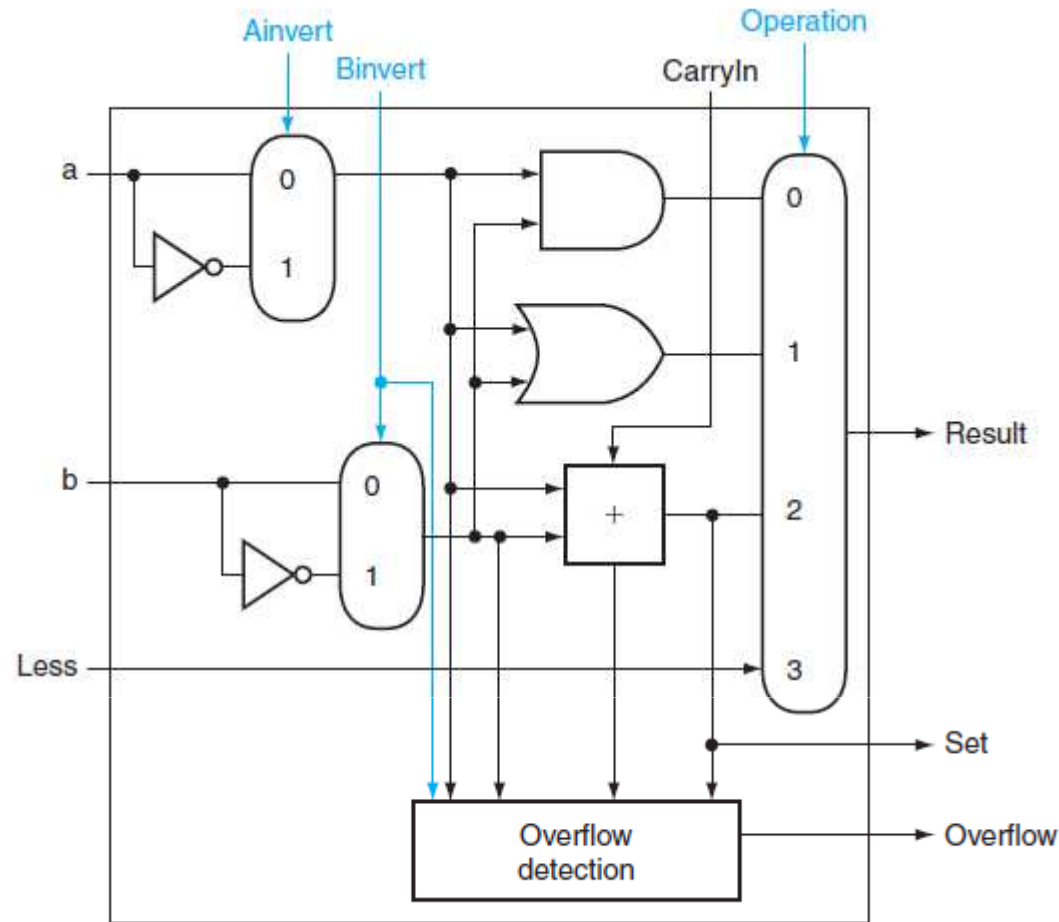 Operation
Ainvert
Binvert
CarryIn
a
0
0
1
1
Result
b
0
+
2
1
Less
3
Set
Overflow
detection
Overflow